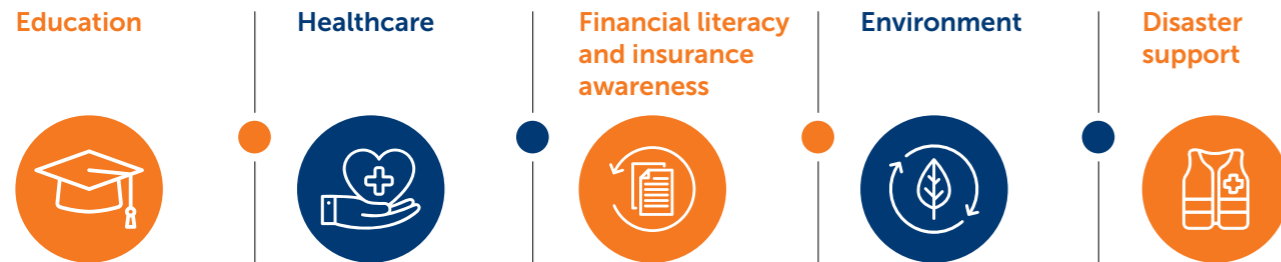 Education
Healthcare
Financial literacy
and insurance
awareness
Environment
Disaster
support